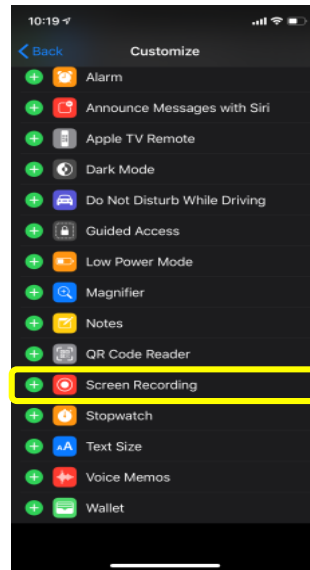 10:19
Back
Customize
Alarm
Announce Messages with Siri
Apple TV Remote
Dark Mode
Do Not Disturb While Driving
Guided Access
Low Power Mode
Magnifier
Notes
QR Code Reader
Screen Recording
Stopwatch
AA Text Size
Voice Memos
Wallet